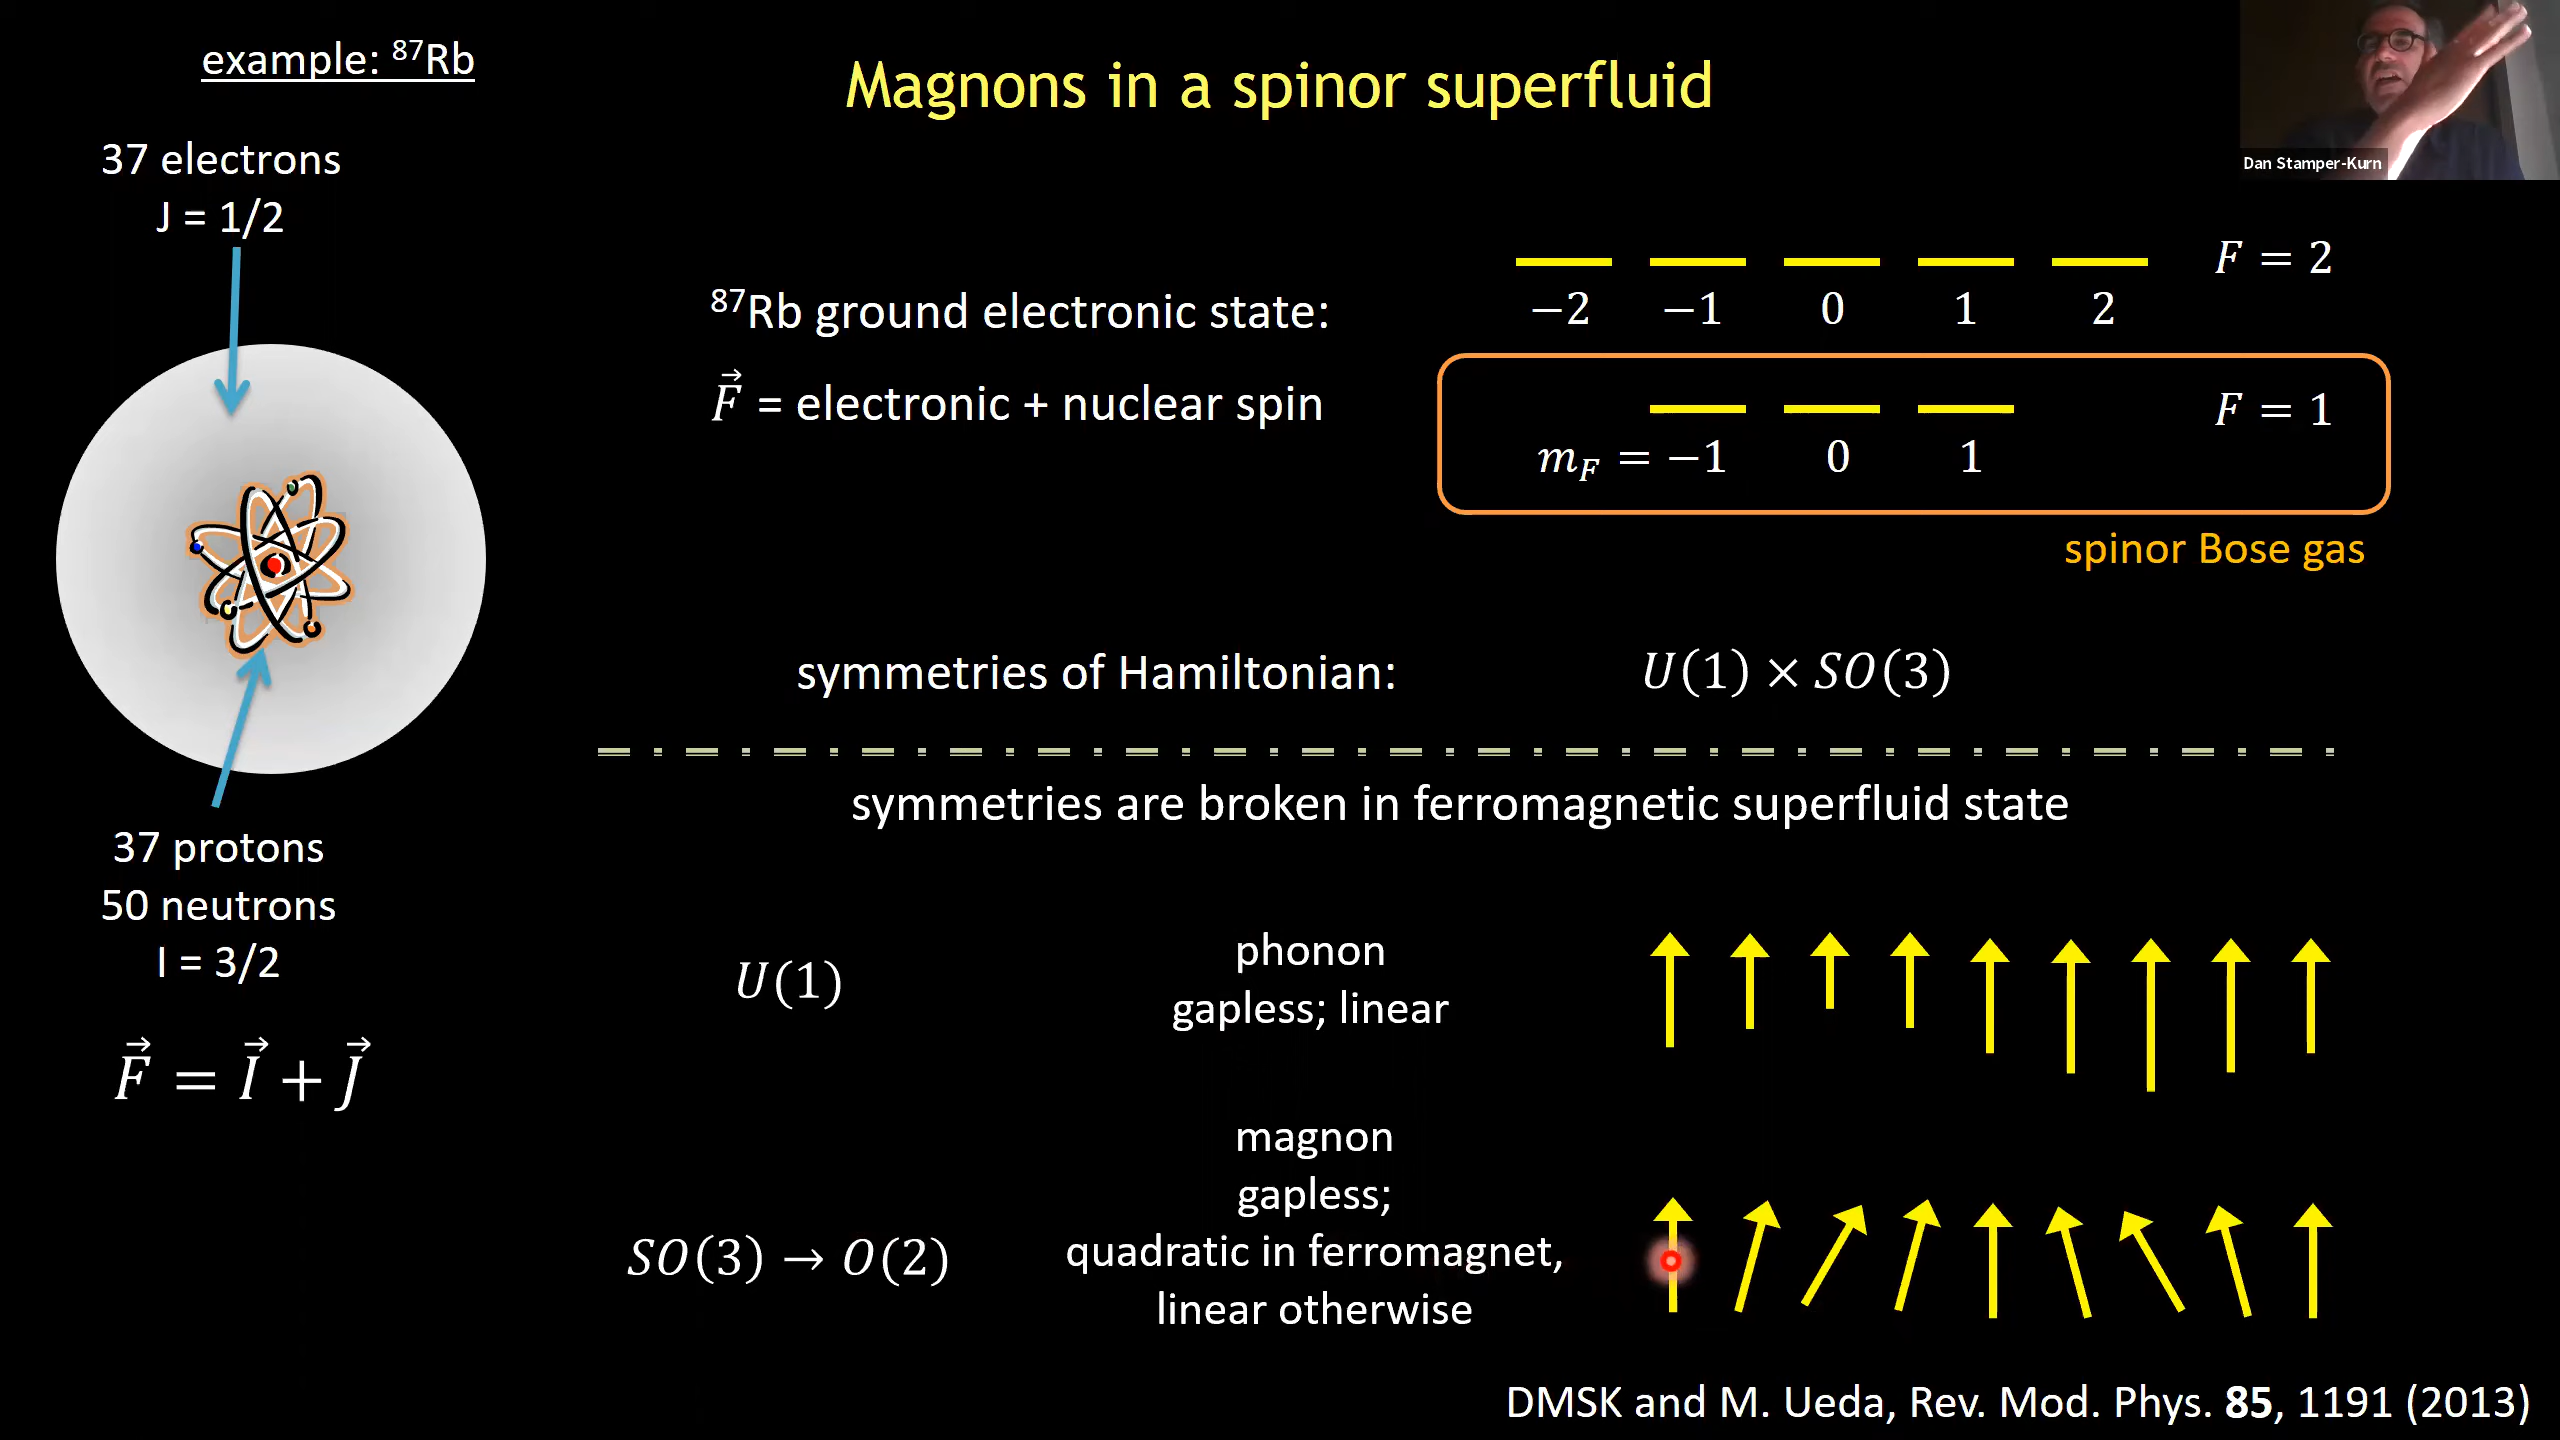 example: ⁸⁷Rb
Magnons in a spinor superfluid
Dan Stamper-Kurn
37 electrons
J = 1/2
37 protons
50 neutrons
I = 3/2
F⃗ = I⃗ + J⃗
⁸⁷Rb ground electronic state:
F⃗ = electronic + nuclear spin
F = 2
−2 −1 0 1 2
F = 1
m_F = −1 0 1
spinor Bose gas
symmetries of Hamiltonian: U(1) × SO(3)
symmetries are broken in ferromagnetic superfluid state
U(1)
phonon
gapless; linear
SO(3) → O(2)
magnon
gapless;
quadratic in ferromagnet,
linear otherwise
DMSK and M. Ueda, Rev. Mod. Phys. 85, 1191 (2013)